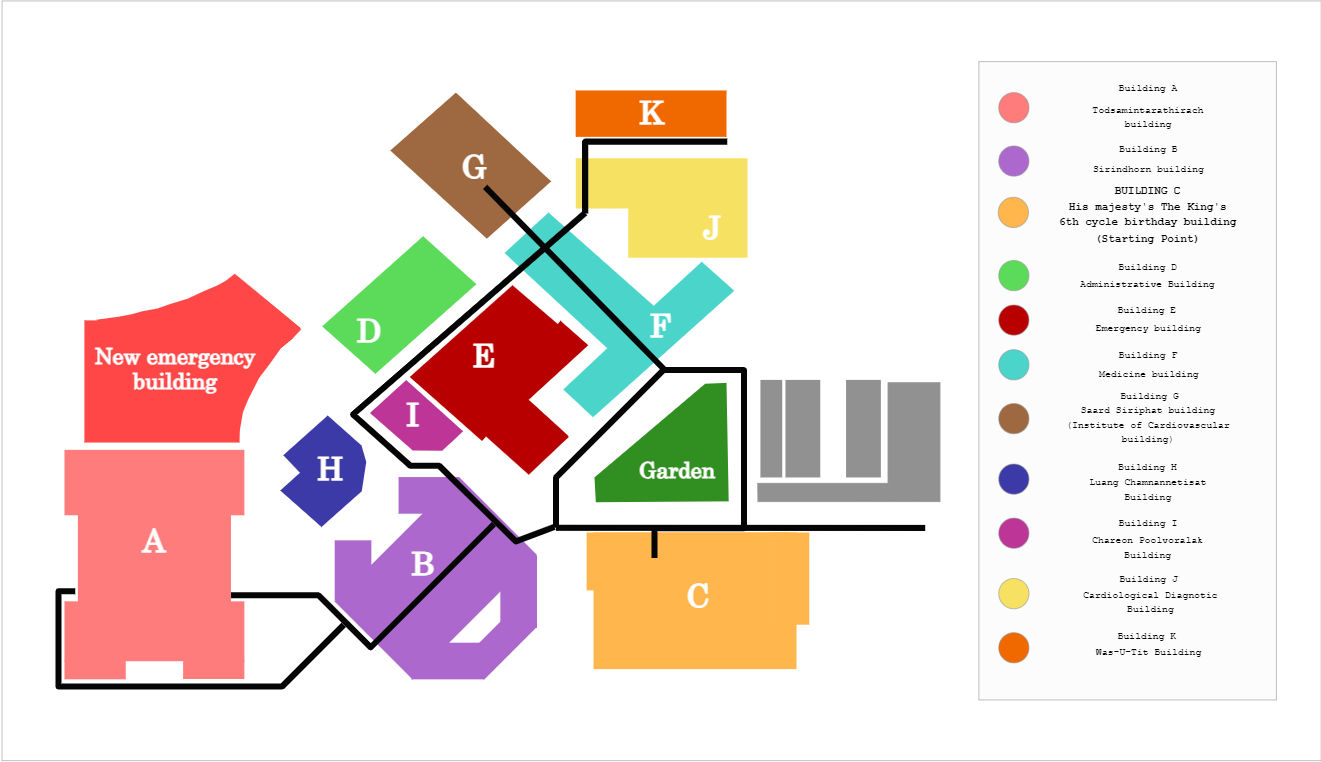 K
G
J
D
F
E
New emergency
building
I
H
Garden
A
B
C
Building A
Todsamintarathirach
building
Building B
Sirindhorn building
BUILDING C
His majesty's The King's
6th cycle birthday building
(Starting Point)
Building D
Administrative Building
Building E
Emergency building
Building F
Medicine building
Building G
Saard Siriphat building
(Institute of Cardiovascular
building)
Building H
Luang Chamnannetisat
Building
Building I
Chareon Poolvoralak
Building
Building J
Cardiological Diagnotic
Building
Building K
Was-U-Tit Building